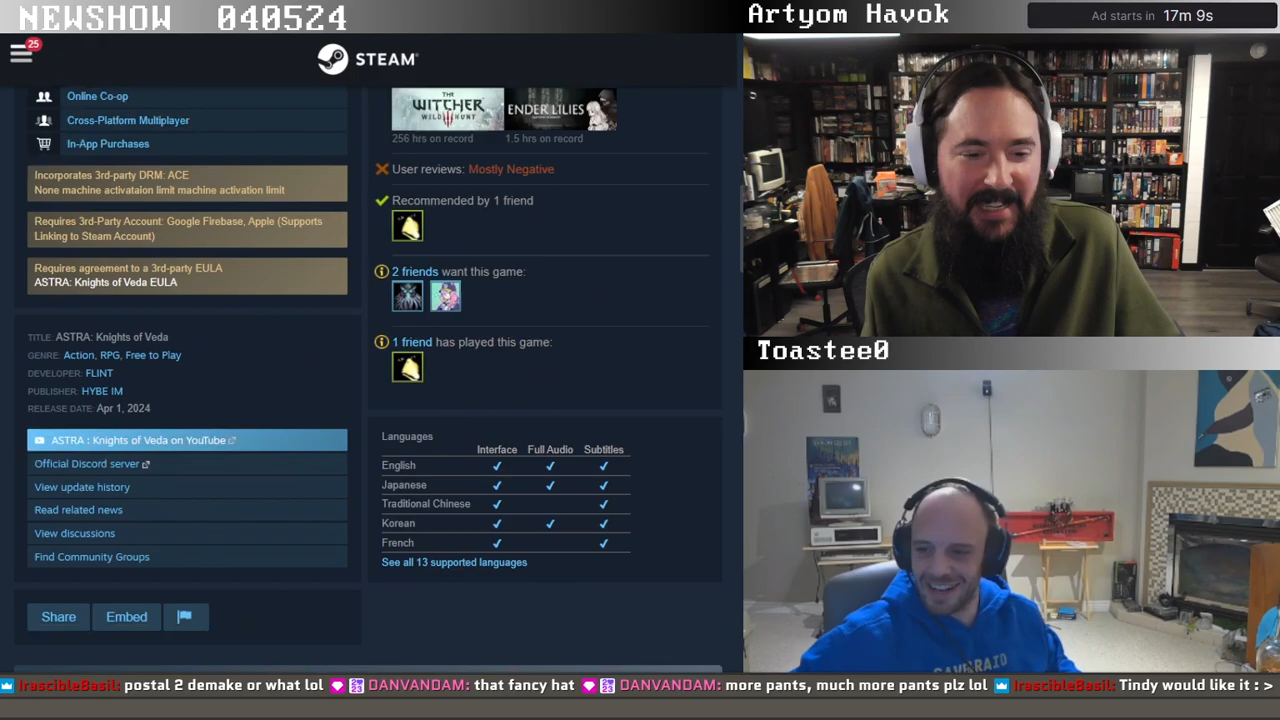 NEWSHOW 040524
Artyom Havok
Ad starts in 17m 9s
25
STEAM
Online Co-op
Cross-Platform Multiplayer
In-App Purchases
Incorporates 3rd-party DRM: ACE
None machine activataion limit machine activation limit
Requires 3rd-Party Account: Google Firebase, Apple (Supports
Linking to Steam Account)
Requires agreement to a 3rd-party EULA
ASTRA: Knights of Veda EULA
TITLE: ASTRA: Knights of Veda
GENRE: Action, RPG, Free to Play
DEVELOPER: FLINT
PUBLISHER: HYBE IM
RELEASE DATE: Apr 1, 2024
ASTRA : Knights of Veda on YouTube
Official Discord server
View update history
Read related news
View discussions
Find Community Groups
Share Embed
THE
WITCHER
WILD HUNT
ENDER LILIES
256 hrs on record 1.5 hrs on record
User reviews: Mostly Negative
Recommended by 1 friend
2 friends want this game:
1 friend has played this game:
Languages
Interface Full Audio Subtitles
English ✔ ✔ ✔
Japanese ✔ ✔ ✔
Traditional Chinese ✔ ✔
Korean ✔ ✔ ✔
French ✔ ✔
See all 13 supported languages
Toastee0
IrascibleBasil: postal 2 demake or what lol DANVANDAM: that fancy hat DANVANDAM: more pants, much more pants plz lol IrascibleBasil: Tindy would like it : >